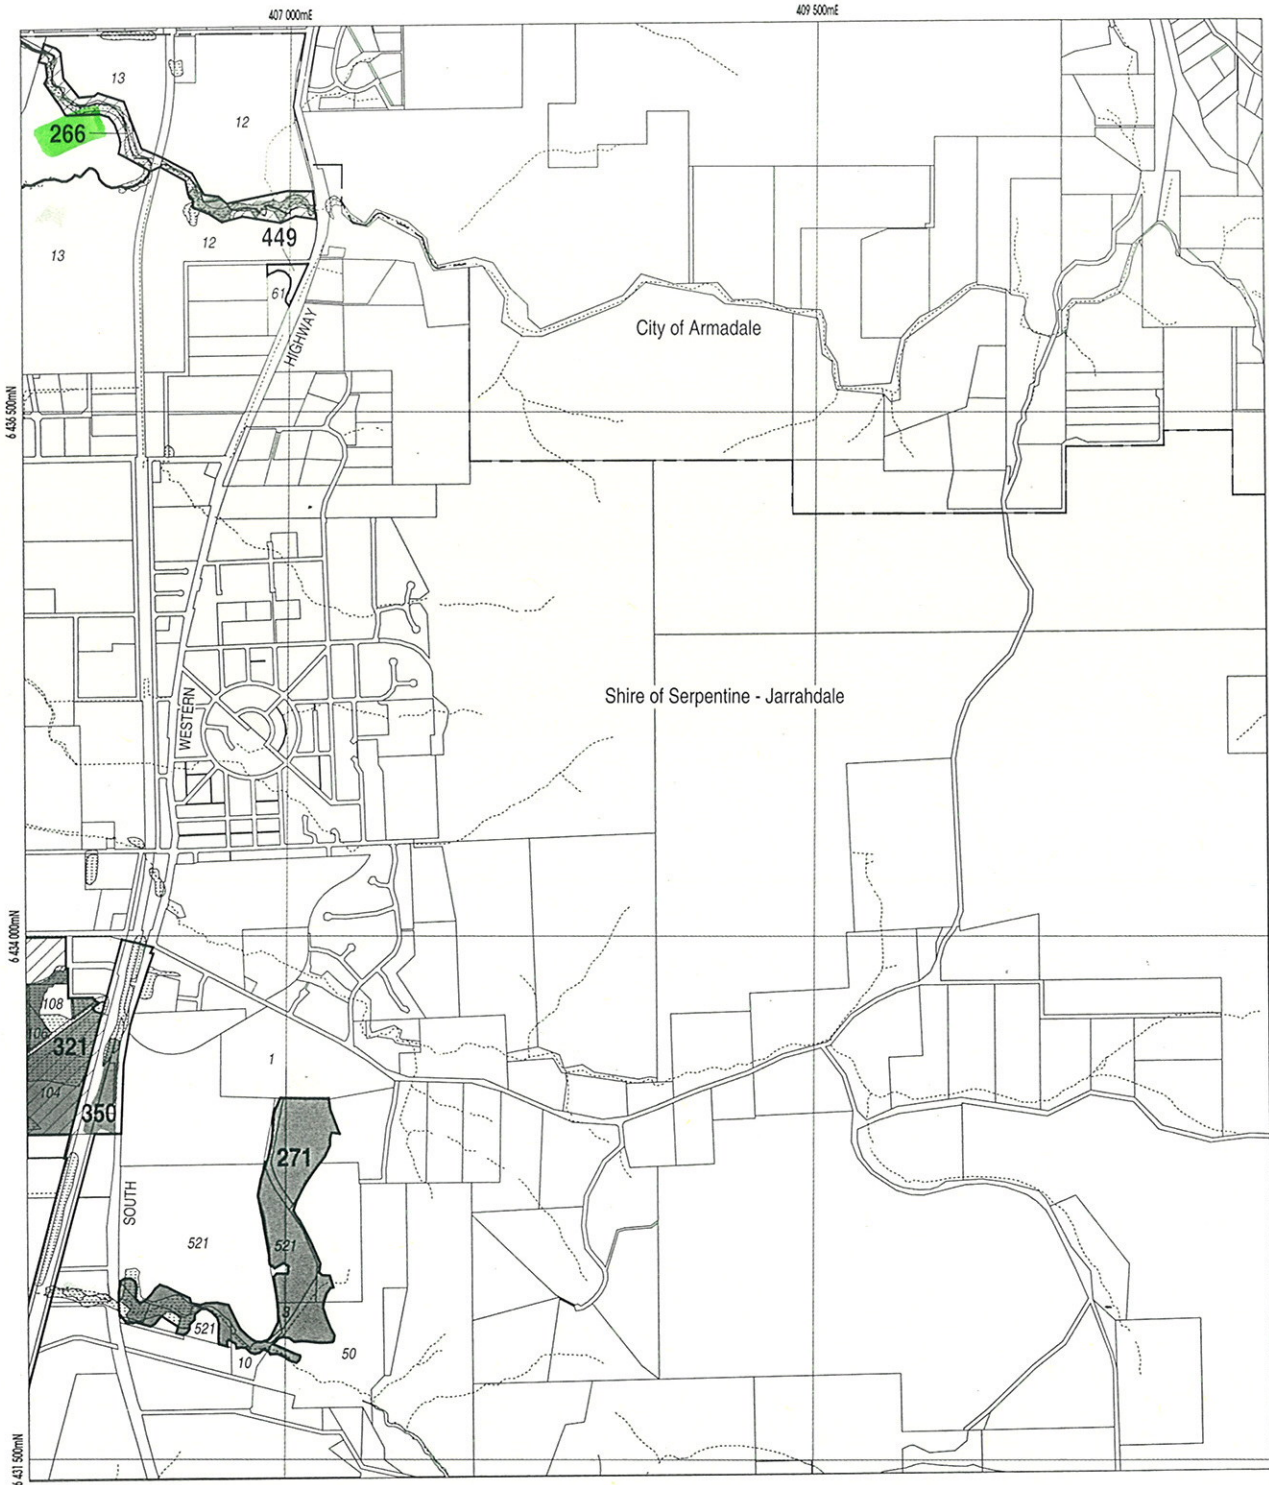 407 000mE
409 500mE
13
266
12
449
12
13
61
HIGHWAY
City of Armadale
6 436 500mN
WESTERN
Shire of Serpentine - Jarrahdale
6 434 000mN
108
106
321
1
104
350
271
SOUTH
521
521
3
521
10
50
6 431 500mN